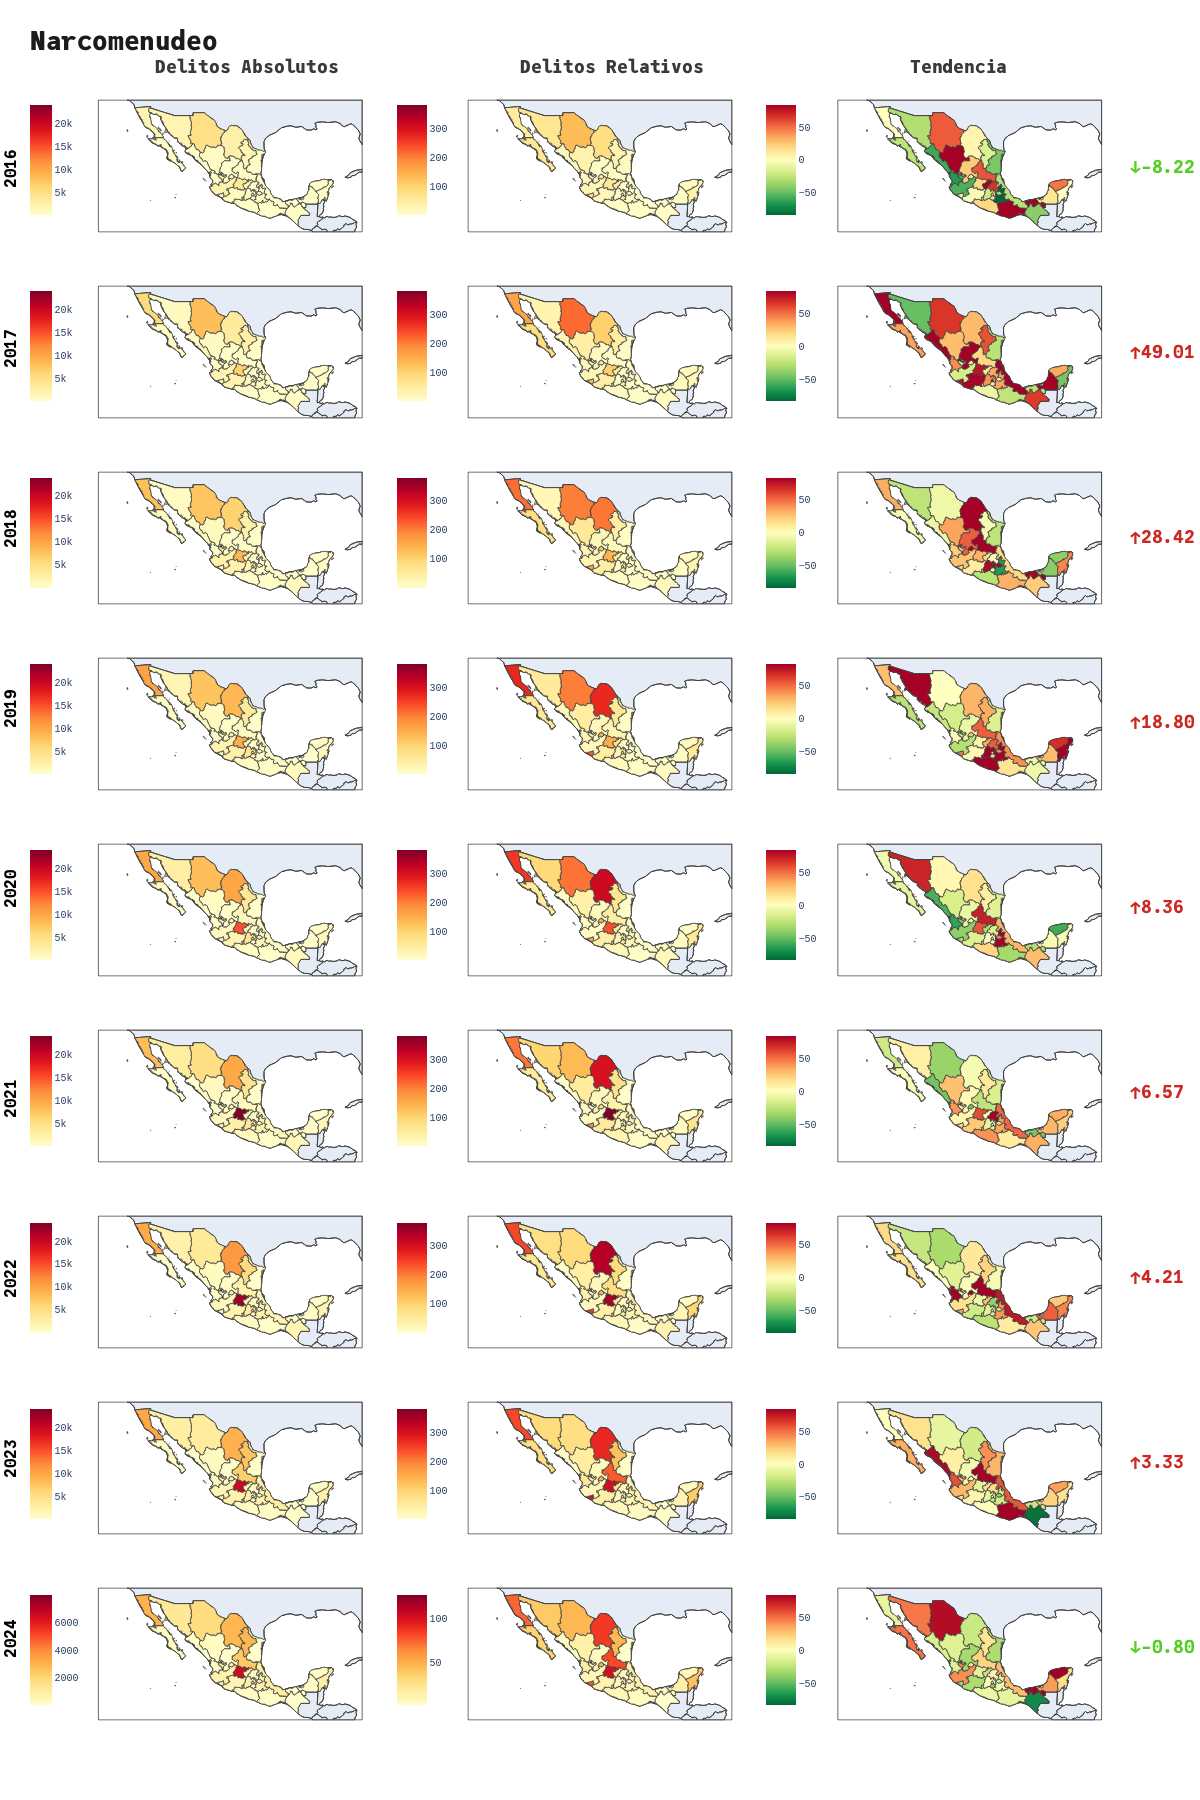 Narcomenudeo
Delitos Absolutos
Delitos Relativos
Tendencia
2016
20k
15k
10k
5k
300
200
100
50
0
−50
↓-8.22
2017
20k
15k
10k
5k
300
200
100
50
0
−50
↑49.01
2018
20k
15k
10k
5k
300
200
100
50
0
−50
↑28.42
2019
20k
15k
10k
5k
300
200
100
50
0
−50
↑18.80
2020
20k
15k
10k
5k
300
200
100
50
0
−50
↑8.36
2021
20k
15k
10k
5k
300
200
100
50
0
−50
↑6.57
2022
20k
15k
10k
5k
300
200
100
50
0
−50
↑4.21
2023
20k
15k
10k
5k
300
200
100
50
0
−50
↑3.33
2024
6000
4000
2000
100
50
50
0
−50
↓-0.80